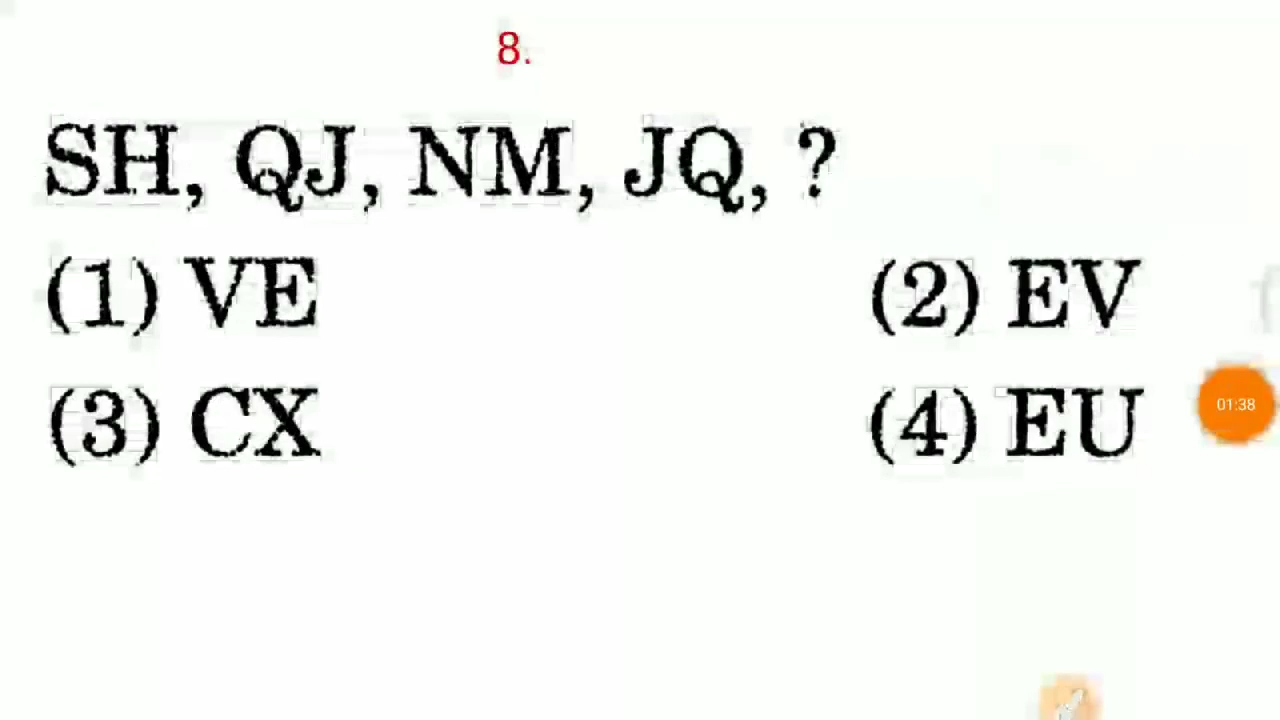 8.
SH, QJ, NM, JQ, ?
(1) VE (2) EV
(3) CX (4) EU
01:38